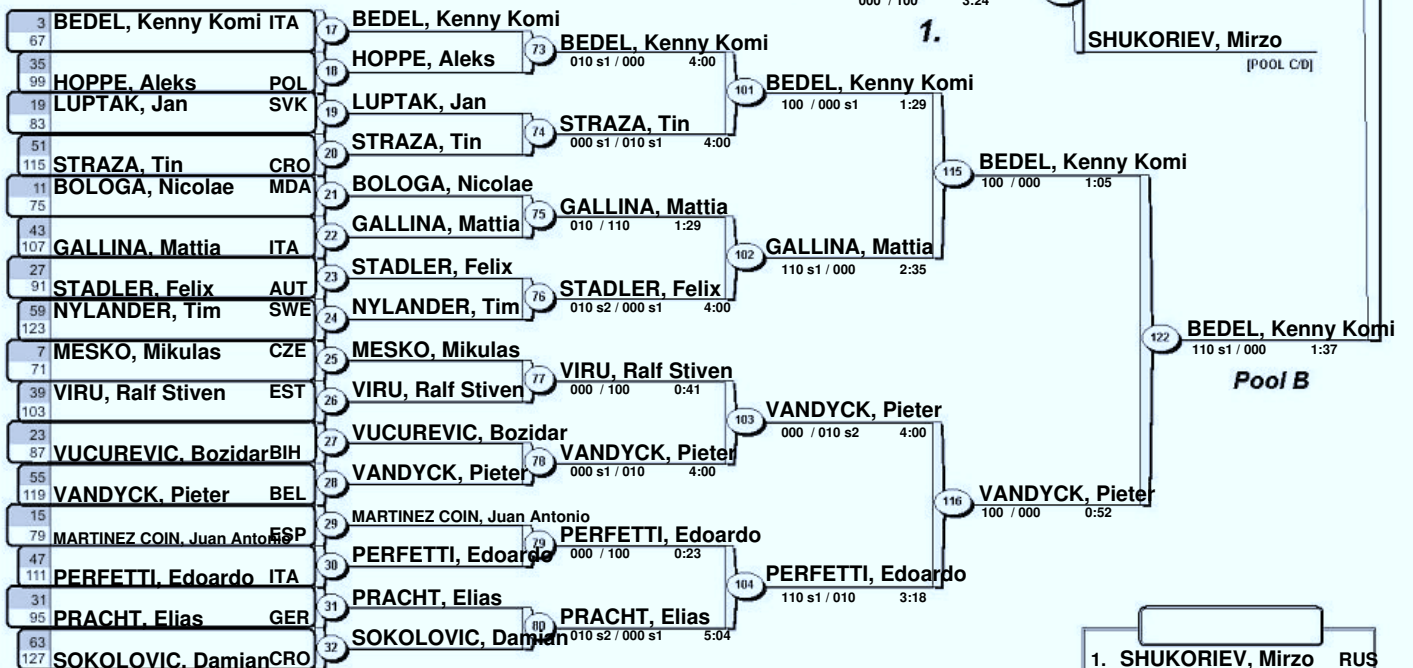 000 / 100 3:24
1.
SHUKORIEV, Mirzo
[POOL C/D]
3 BEDEL, Kenny Komi ITA
67
35
99 HOPPE, Aleks POL
19 LUPTAK, Jan SVK
83
51
115 STRAZA, Tin CRO
11 BOLOGA, Nicolae MDA
75
43
107 GALLINA, Mattia ITA
27
91 STADLER, Felix AUT
59 NYLANDER, Tim SWE
123
7 MESKO, Mikulas CZE
71
39 VIRU, Ralf Stiven EST
103
23
87 VUCUREVIC, Bozidar BIH
55
119 VANDYCK, Pieter BEL
15
79 MARTINEZ COIN, Juan Antonio ESP
47
111 PERFETTI, Edoardo ITA
31
95 PRACHT, Elias GER
63
127 SOKOLOVIC, Damian CRO
17 BEDEL, Kenny Komi
18 HOPPE, Aleks
19 LUPTAK, Jan
20 STRAZA, Tin
21 BOLOGA, Nicolae
22 GALLINA, Mattia
23 STADLER, Felix
24 NYLANDER, Tim
25 MESKO, Mikulas
26 VIRU, Ralf Stiven
27 VUCUREVIC, Bozidar
28 VANDYCK, Pieter
29 MARTINEZ COIN, Juan Antonio
30 PERFETTI, Edoardo
31 PRACHT, Elias
32 SOKOLOVIC, Damian
73 BEDEL, Kenny Komi
010 s1 / 000 4:00
74 STRAZA, Tin
000 s1 / 010 s1 4:00
75 GALLINA, Mattia
010 / 110 1:29
76 STADLER, Felix
010 s2 / 000 s1 4:00
77 VIRU, Ralf Stiven
000 / 100 0:41
78 VANDYCK, Pieter
000 s1 / 010 4:00
79 PERFETTI, Edoardo
000 / 100 0:23
80 PRACHT, Elias
010 s2 / 000 s1 5:04
101 BEDEL, Kenny Komi
100 / 000 s1 1:29
102 GALLINA, Mattia
110 s1 / 000 2:35
103 VANDYCK, Pieter
000 / 010 s2 4:00
104 PERFETTI, Edoardo
110 s1 / 010 3:18
115 BEDEL, Kenny Komi
100 / 000 1:05
116 VANDYCK, Pieter
100 / 000 0:52
122 BEDEL, Kenny Komi
110 s1 / 000 1:37
Pool B
1. SHUKORIEV, Mirzo RUS